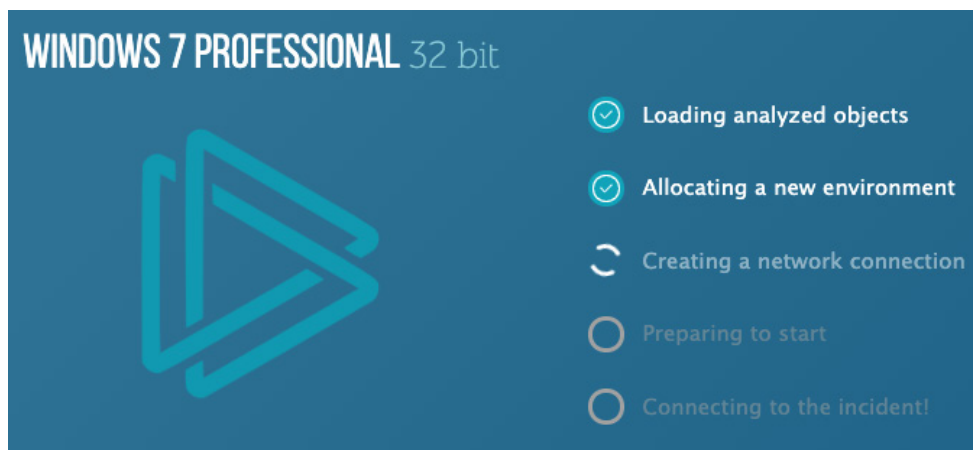 WINDOWS 7 PROFESSIONAL 32 bit
Loading analyzed objects
Allocating a new environment
Creating a network connection
Preparing to start
Connecting to the incident!